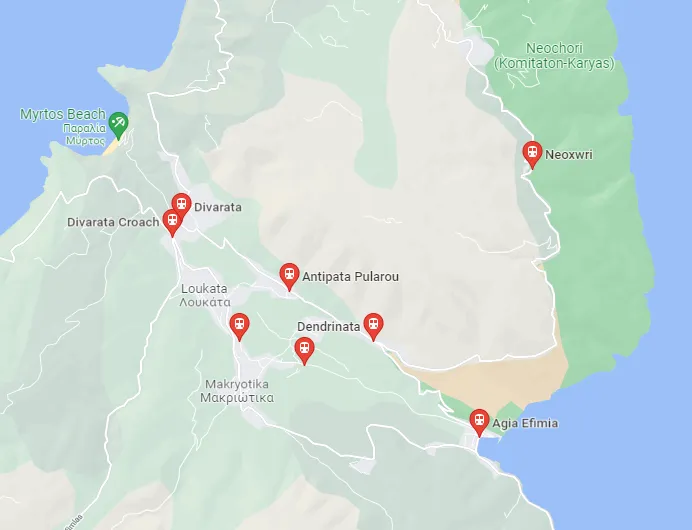 Neochori
(Komitaton-Karyas)
Myrtos Beach
Παραλία
Μύρτος
Neoxwri
Divarata
Divarata Croach
Antipata Pularou
Loukata
Λουκάτα
Dendrinata
Makryotika
Μακριώτικα
Agia Efimia